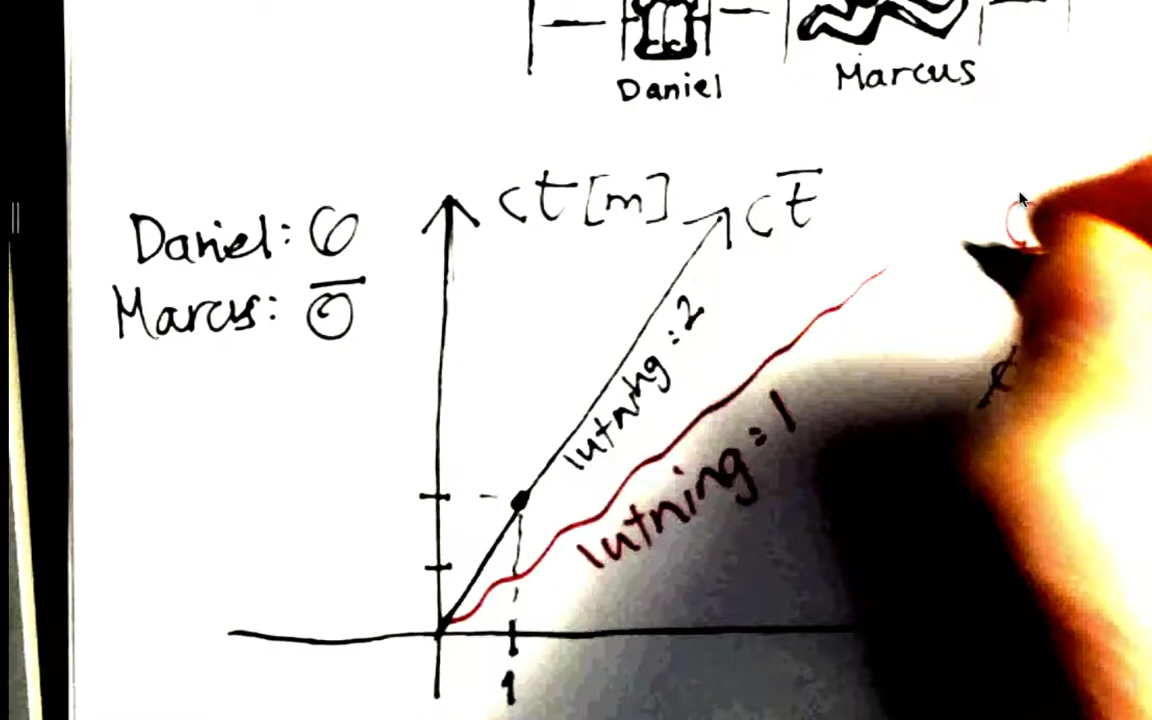 Daniel
Marcus
ct [m]
ct̅
Daniel: O
Marcus: O̅
lutning = 2
lutning = 1
1